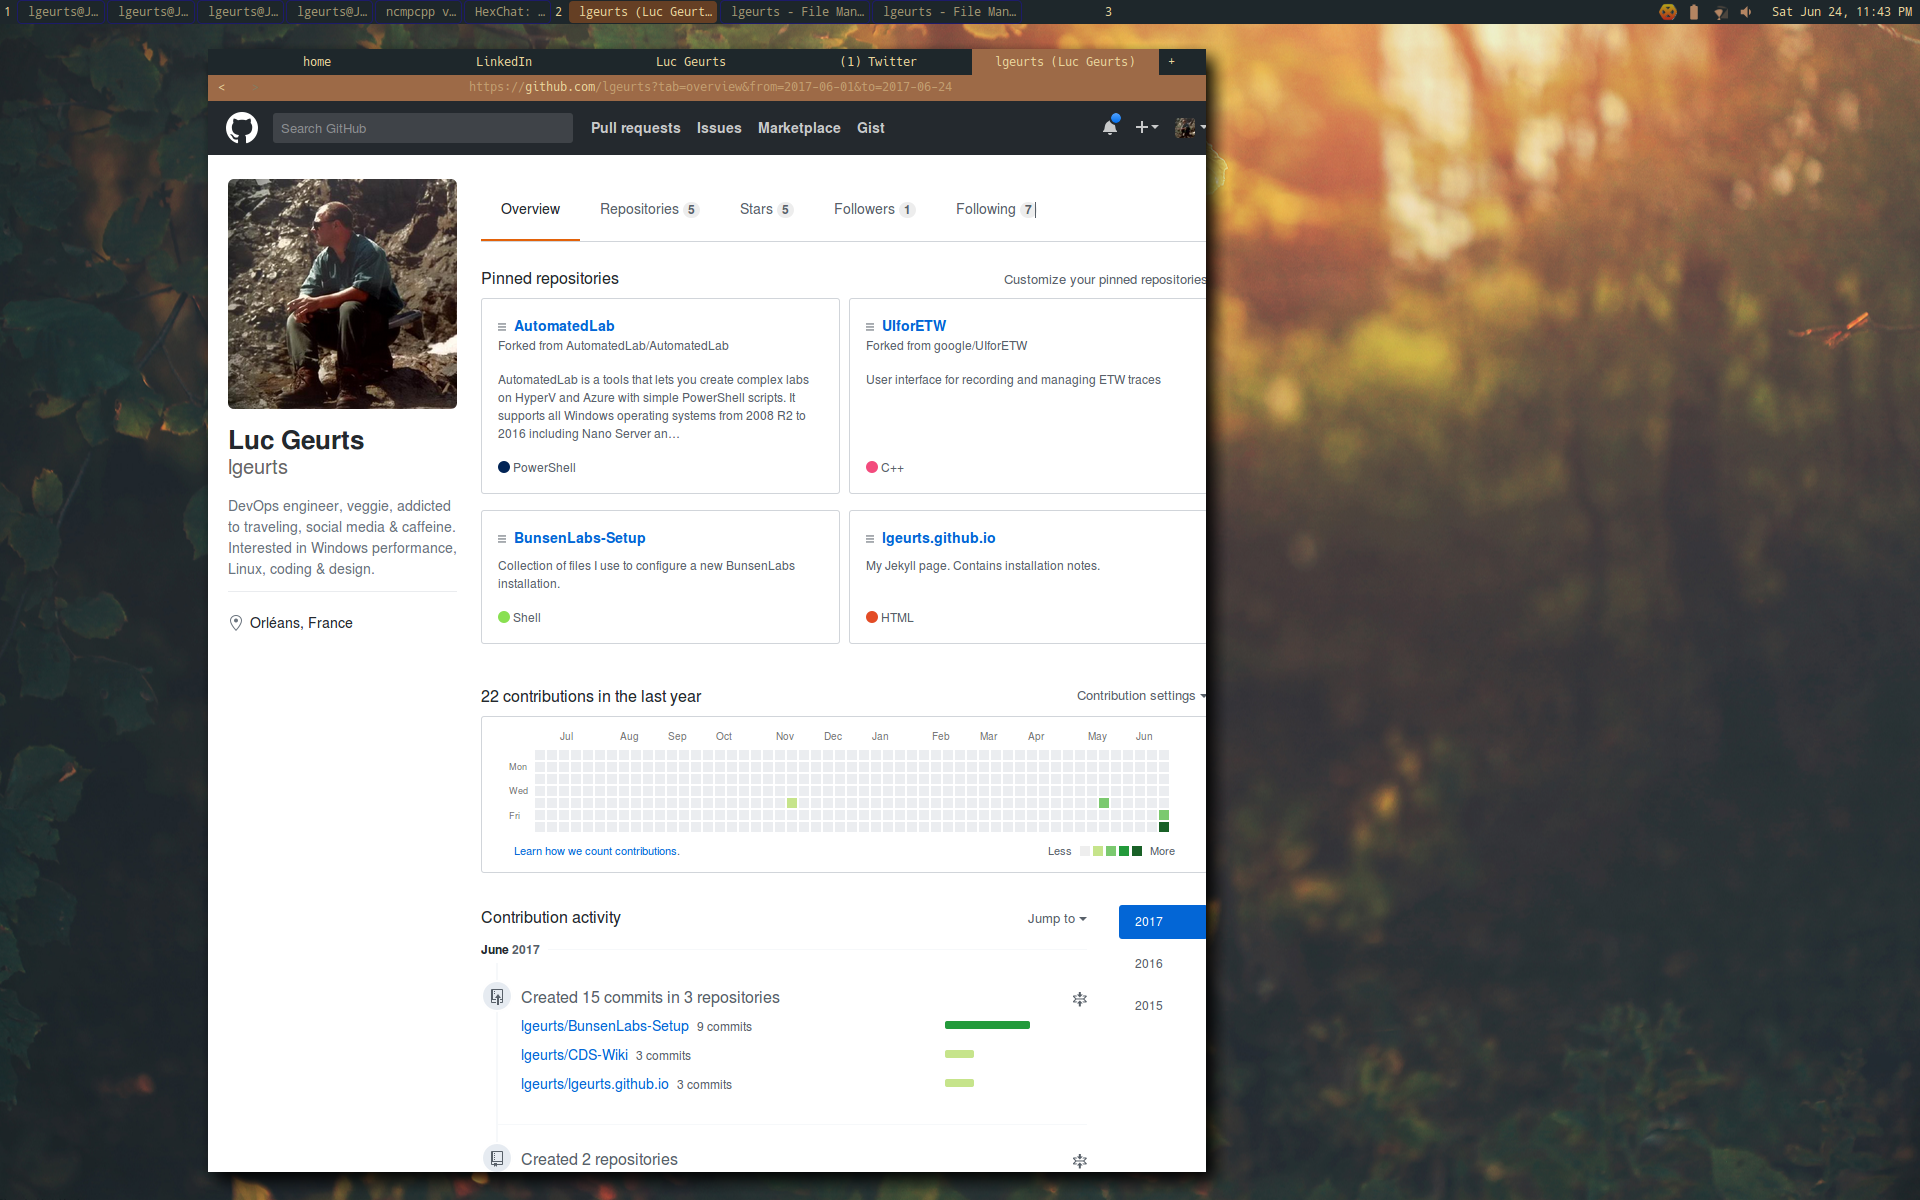 1 lgeurts@J… lgeurts@J… lgeurts@J… lgeurts@J… ncmpcpp v… HexChat: … 2 lgeurts (Luc Geurt… lgeurts - File Man… lgeurts - File Man… 3 Sat Jun 24, 11:43 PM
home LinkedIn Luc Geurts (1) Twitter lgeurts (Luc Geurts) +
< https://github.com/lgeurts?tab=overview&from=2017-06-01&to=2017-06-24
Search GitHub Pull requests Issues Marketplace Gist
Overview Repositories 5 Stars 5 Followers 1 Following 7
Luc Geurts
lgeurts
DevOps engineer, veggie, addicted
to traveling, social media & caffeine.
Interested in Windows performance,
Linux, coding & design.
Orléans, France
Pinned repositories Customize your pinned repositories
AutomatedLab
Forked from AutomatedLab/AutomatedLab
AutomatedLab is a tools that lets you create complex labs
on HyperV and Azure with simple PowerShell scripts. It
supports all Windows operating systems from 2008 R2 to
2016 including Nano Server an…
PowerShell
UIforETW
Forked from google/UIforETW
User interface for recording and managing ETW traces
C++
BunsenLabs-Setup
Collection of files I use to configure a new BunsenLabs
installation.
Shell
lgeurts.github.io
My Jekyll page. Contains installation notes.
HTML
22 contributions in the last year Contribution settings
Jul Aug Sep Oct Nov Dec Jan Feb Mar Apr May Jun
Mon
Wed
Fri
Learn how we count contributions. Less More
Contribution activity Jump to
2017
2016
2015
June 2017
Created 15 commits in 3 repositories
lgeurts/BunsenLabs-Setup 9 commits
lgeurts/CDS-Wiki 3 commits
lgeurts/lgeurts.github.io 3 commits
Created 2 repositories